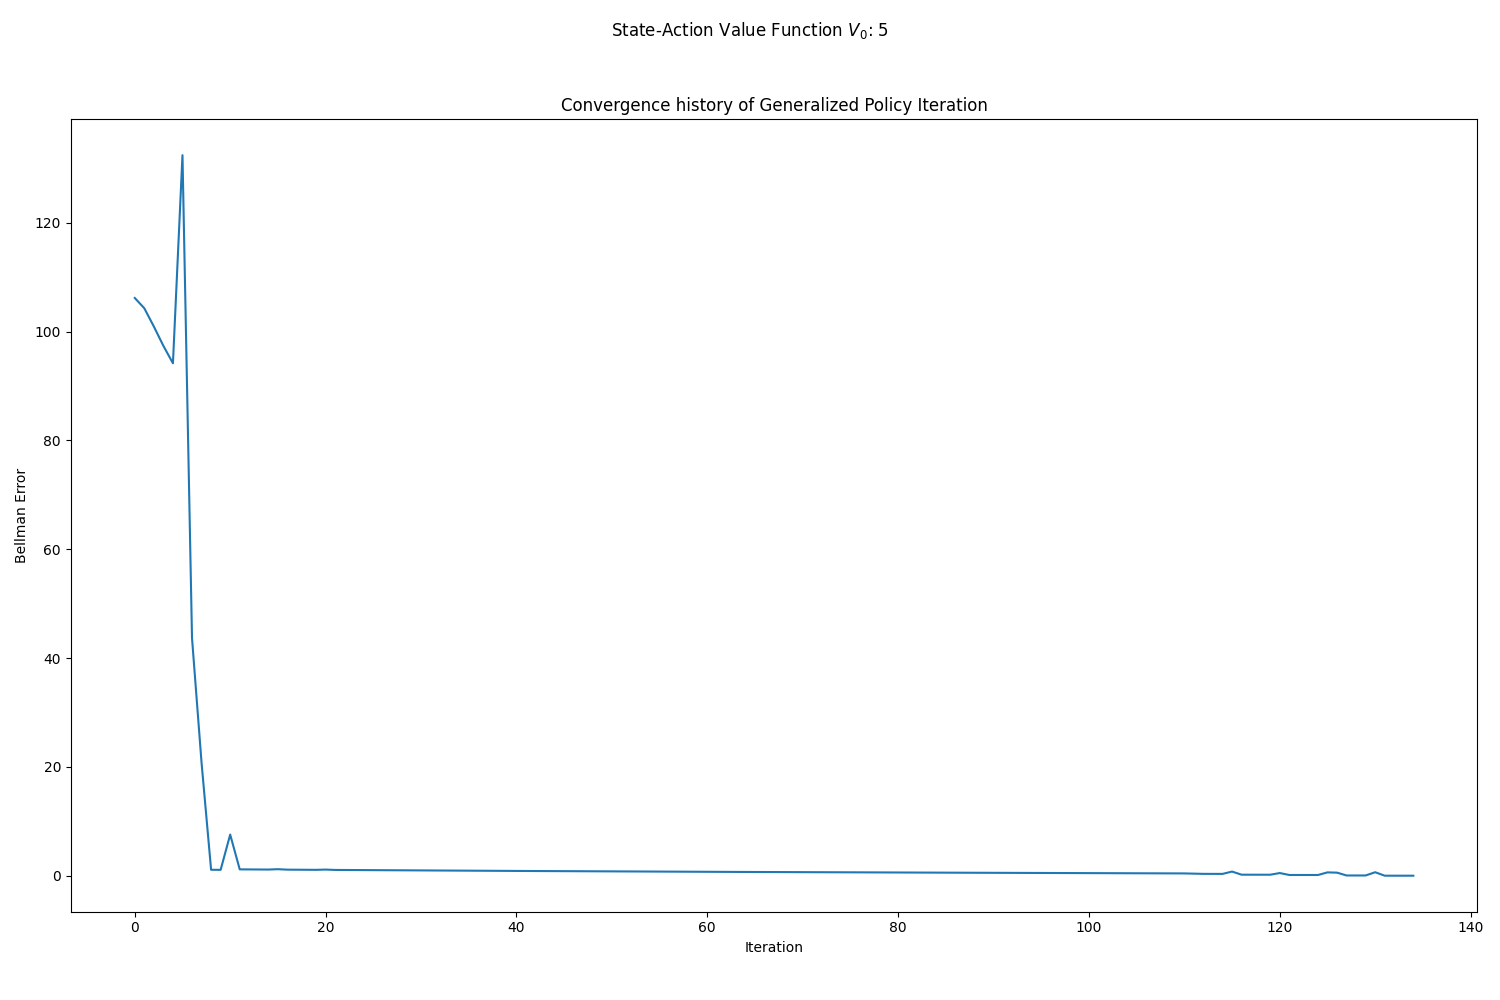 State-Action Value Function $V_0$: 5
Convergence history of Generalized Policy Iteration
Bellman Error
120
100
80
60
40
20
0
0 20 40 60 80 100 120 140
Iteration